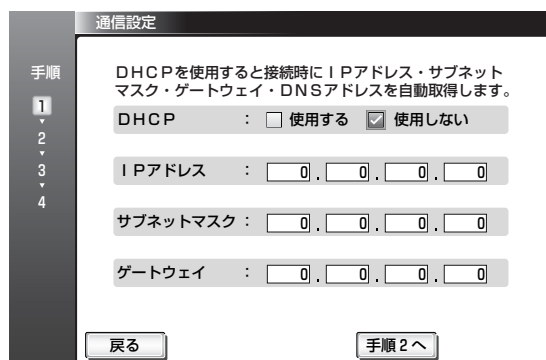 通信設定
手順
1
2
3
4
DHCPを使用すると接続時にIPアドレス・サブネット
マスク・ゲートウェイ・DNSアドレスを自動取得します。
DHCP : 使用する 使用しない
IPアドレス : 0 . 0 . 0 . 0
サブネットマスク : 0 . 0 . 0 . 0
ゲートウェイ : 0 . 0 . 0 . 0
戻る 手順2へ